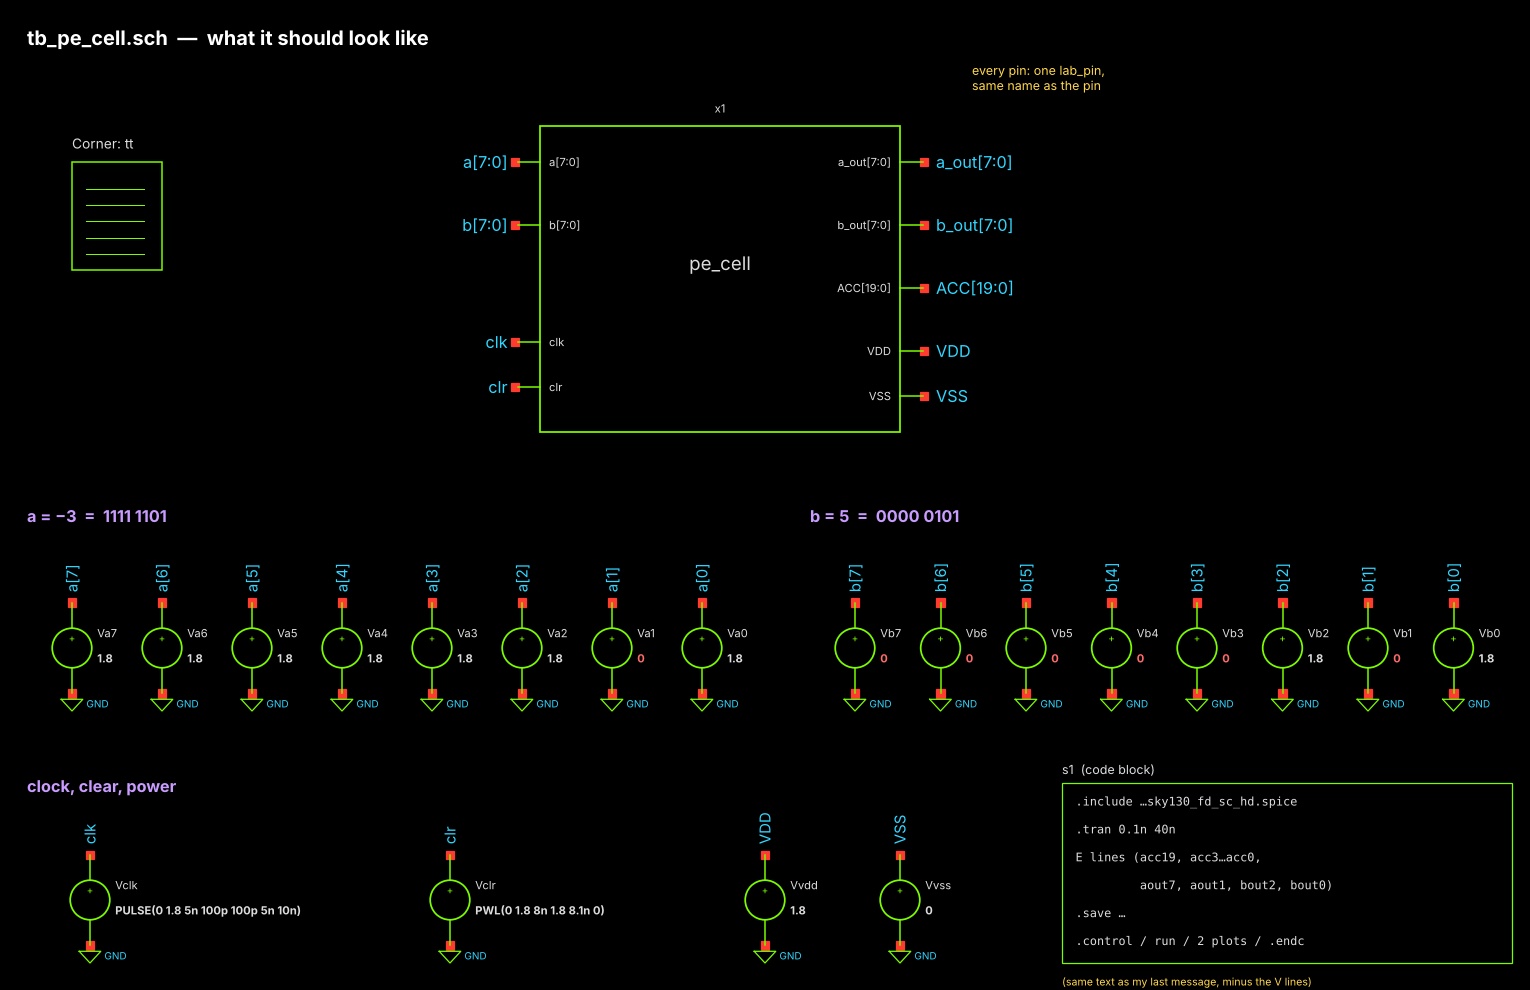 tb_pe_cell.sch — what it should look like
every pin: one lab_pin,
same name as the pin
x1
Corner: tt
a[7:0] a[7:0] a_out[7:0] a_out[7:0]
b[7:0] b[7:0] b_out[7:0] b_out[7:0]
pe_cell
ACC[19:0] ACC[19:0]
clk clk VDD VDD
clr clr VSS VSS
a = −3 = 1111 1101 b = 5 = 0000 0101
a[7] a[6] a[5] a[4] a[3] a[2] a[1] a[0] b[7] b[6] b[5] b[4] b[3] b[2] b[1] b[0]
+ + + + + + + + + + + + + + + +
Va7 Va6 Va5 Va4 Va3 Va2 Va1 Va0 Vb7 Vb6 Vb5 Vb4 Vb3 Vb2 Vb1 Vb0
1.8 1.8 1.8 1.8 1.8 1.8 0 1.8 0 0 0 0 0 1.8 0 1.8
GND GND GND GND GND GND GND GND GND GND GND GND GND GND GND GND
clock, clear, power
clk clr VDD VSS
+ + + +
Vclk Vclr Vvdd Vvss
PULSE(0 1.8 5n 100p 100p 5n 10n) PWL(0 1.8 8n 1.8 8.1n 0) 1.8 0
GND GND GND GND
s1 (code block)
.include …sky130_fd_sc_hd.spice
.tran 0.1n 40n
E lines (acc19, acc3…acc0,
aout7, aout1, bout2, bout0)
.save …
.control / run / 2 plots / .endc
(same text as my last message, minus the V lines)